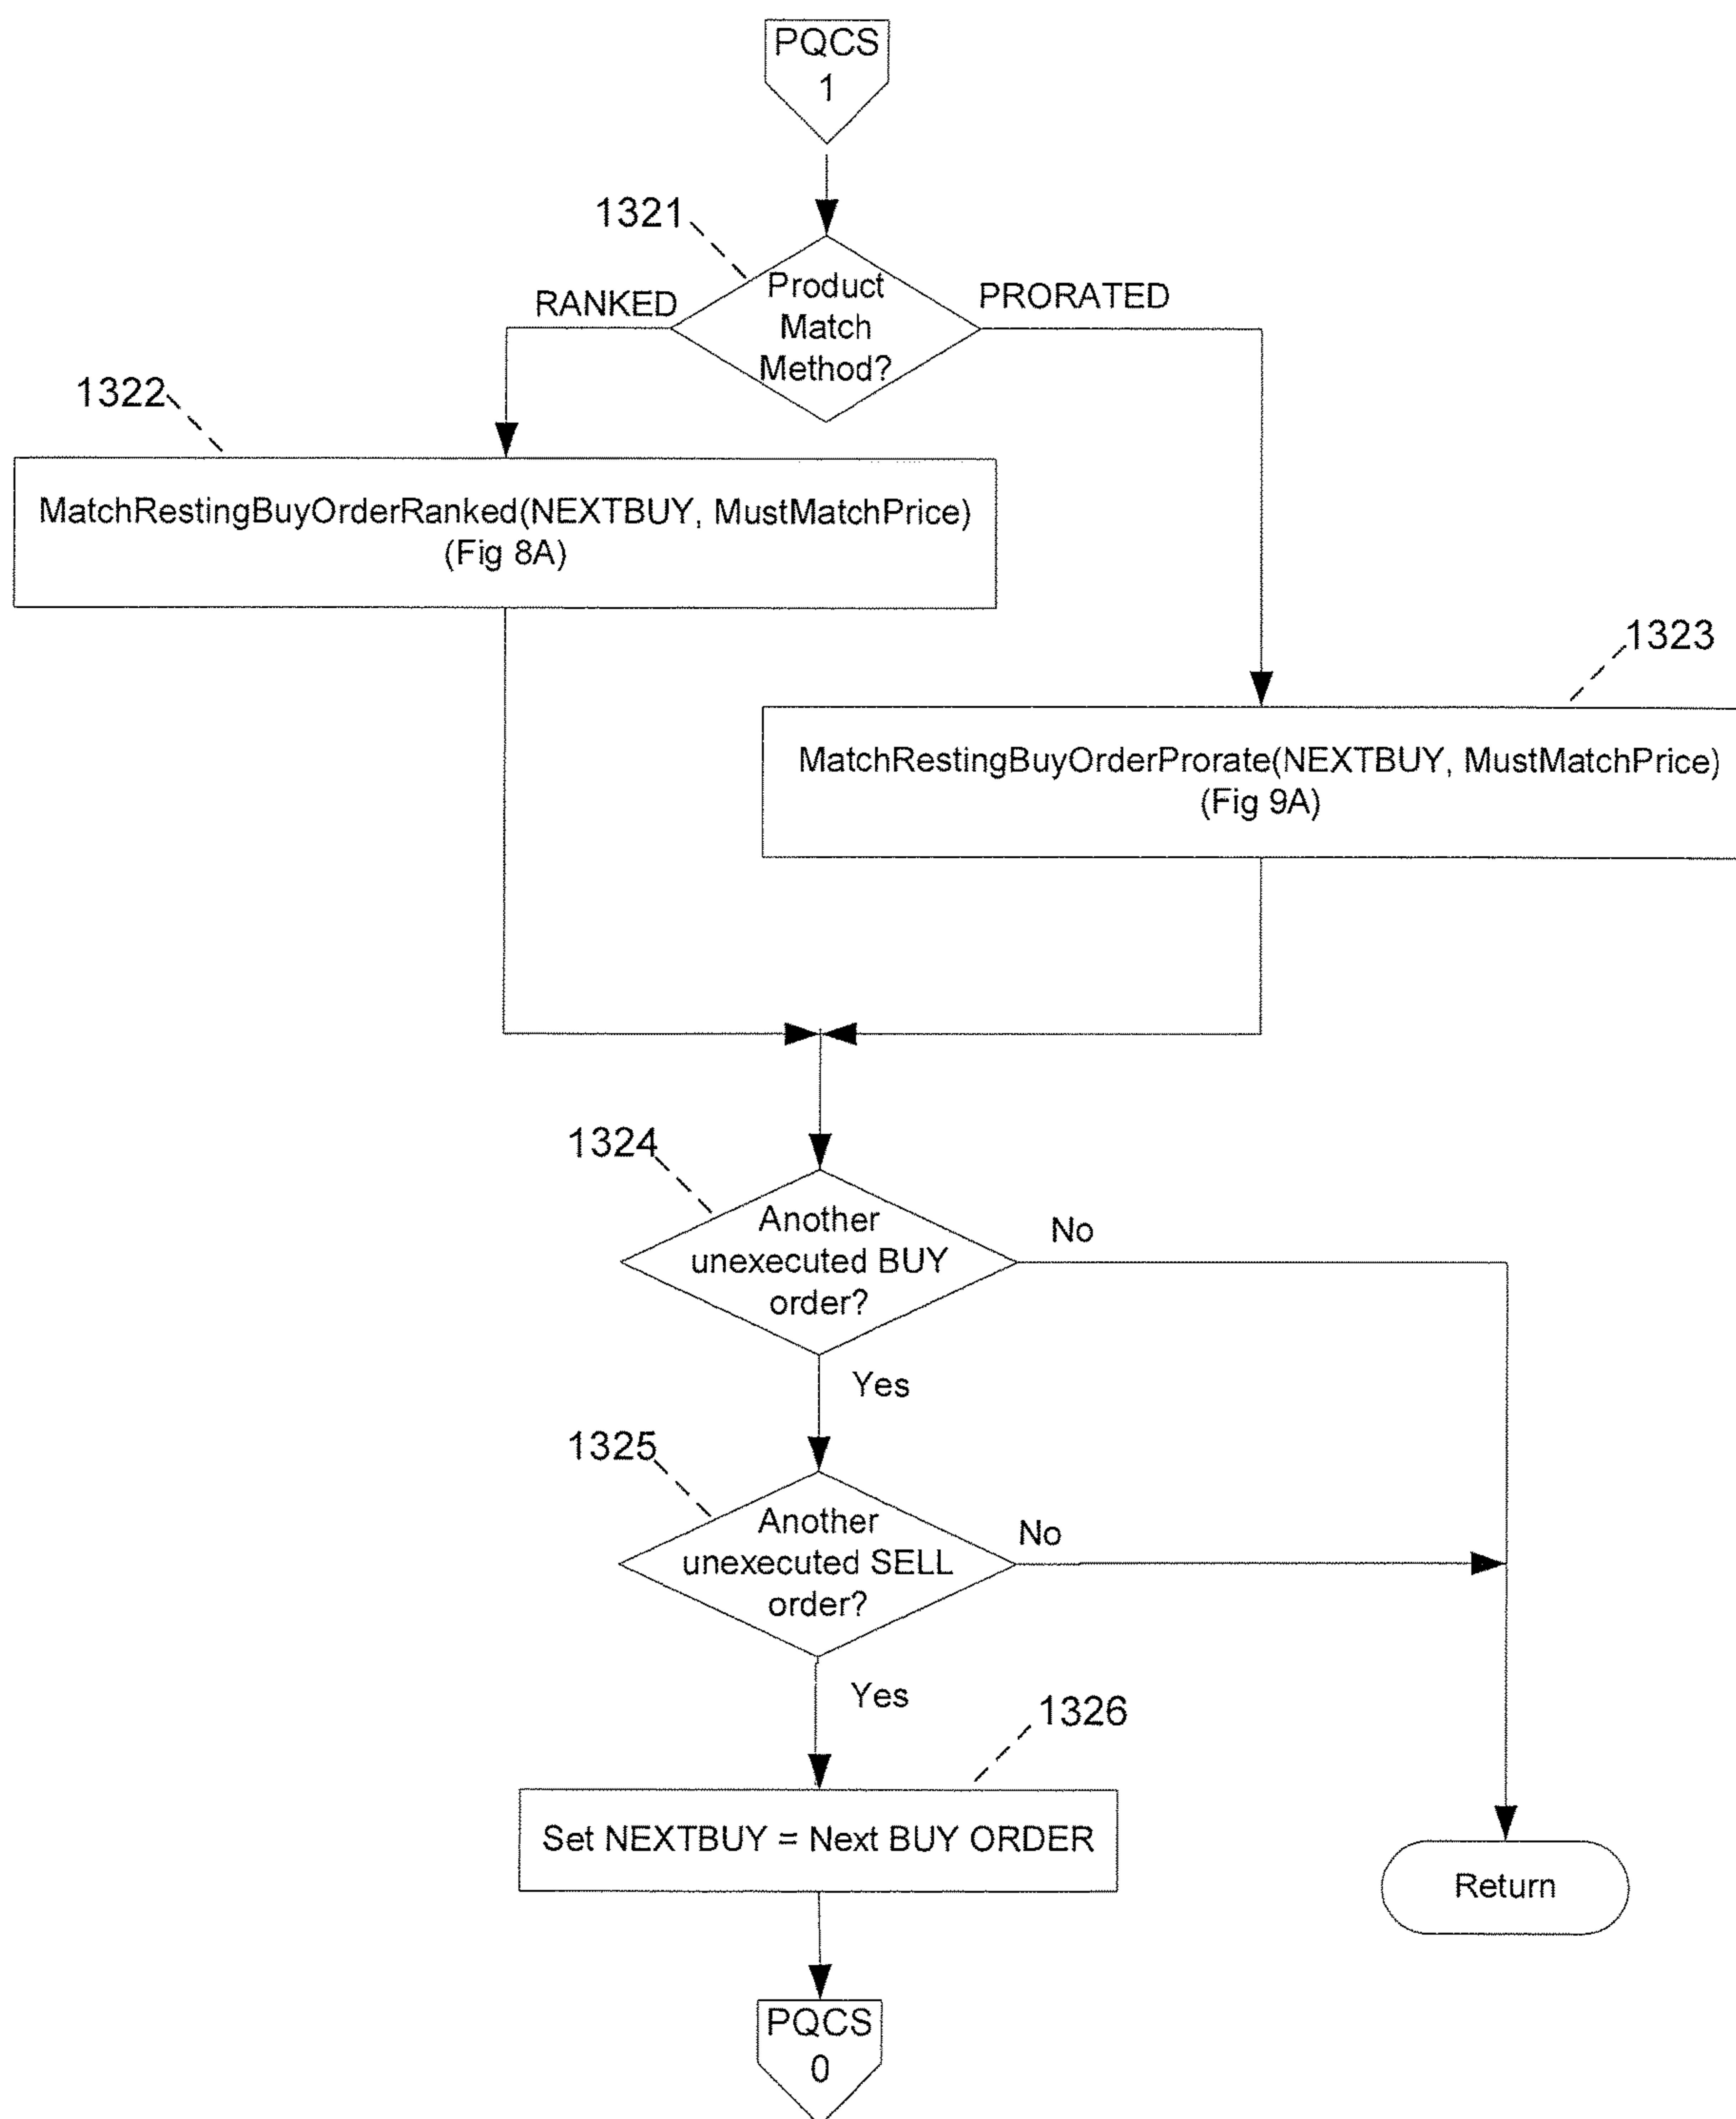 PQCS
1
1321
Product
Match
Method?
RANKED
PRORATED
1322
MatchRestingBuyOrderRanked(NEXTBUY, MustMatchPrice)
(Fig 8A)
1323
MatchRestingBuyOrderProrate(NEXTBUY, MustMatchPrice)
(Fig 9A)
1324
Another
unexecuted BUY
order?
No
Yes
1325
Another
unexecuted SELL
order?
No
Yes
1326
Set NEXTBUY = Next BUY ORDER
Return
PQCS
0